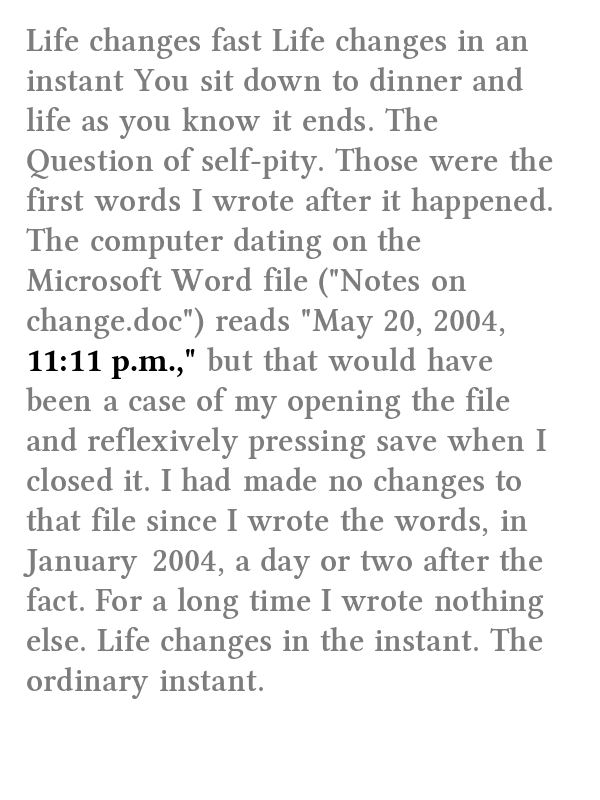 Life changes fast Life changes in an
instant You sit down to dinner and
life as you know it ends. The
Question of self-pity. Those were the
first words I wrote after it happened.
The computer dating on the
Microsoft Word file ("Notes on
change.doc") reads "May 20, 2004,
11:11 p.m.," but that would have
been a case of my opening the file
and reflexively pressing save when I
closed it. I had made no changes to
that file since I wrote the words, in
January 2004, a day or two after the
fact. For a long time I wrote nothing
else. Life changes in the instant. The
ordinary instant.